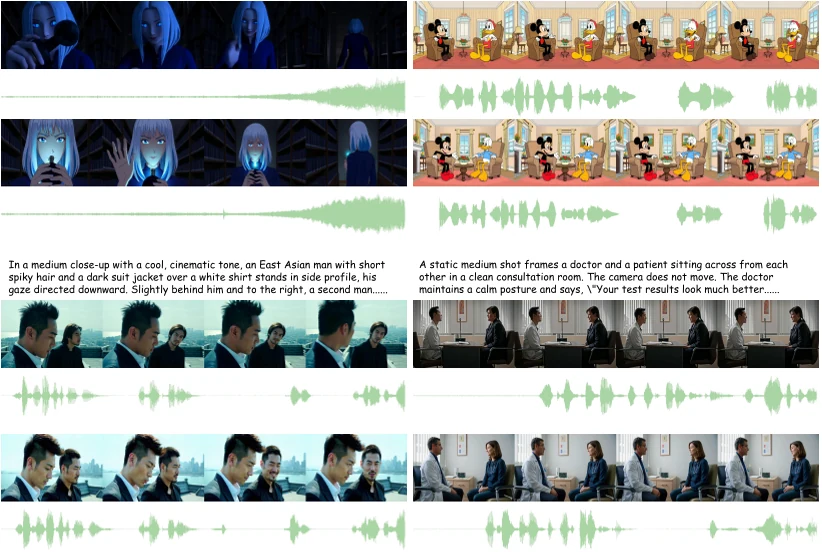 In a medium close-up with a cool, cinematic tone, an East Asian man with short
spiky hair and a dark suit jacket over a white shirt stands in side profile, his
gaze directed downward. Slightly behind him and to the right, a second man......
A static medium shot frames a doctor and a patient sitting across from each
other in a clean consultation room. The camera does not move. The doctor
maintains a calm posture and says, \"Your test results look much better......